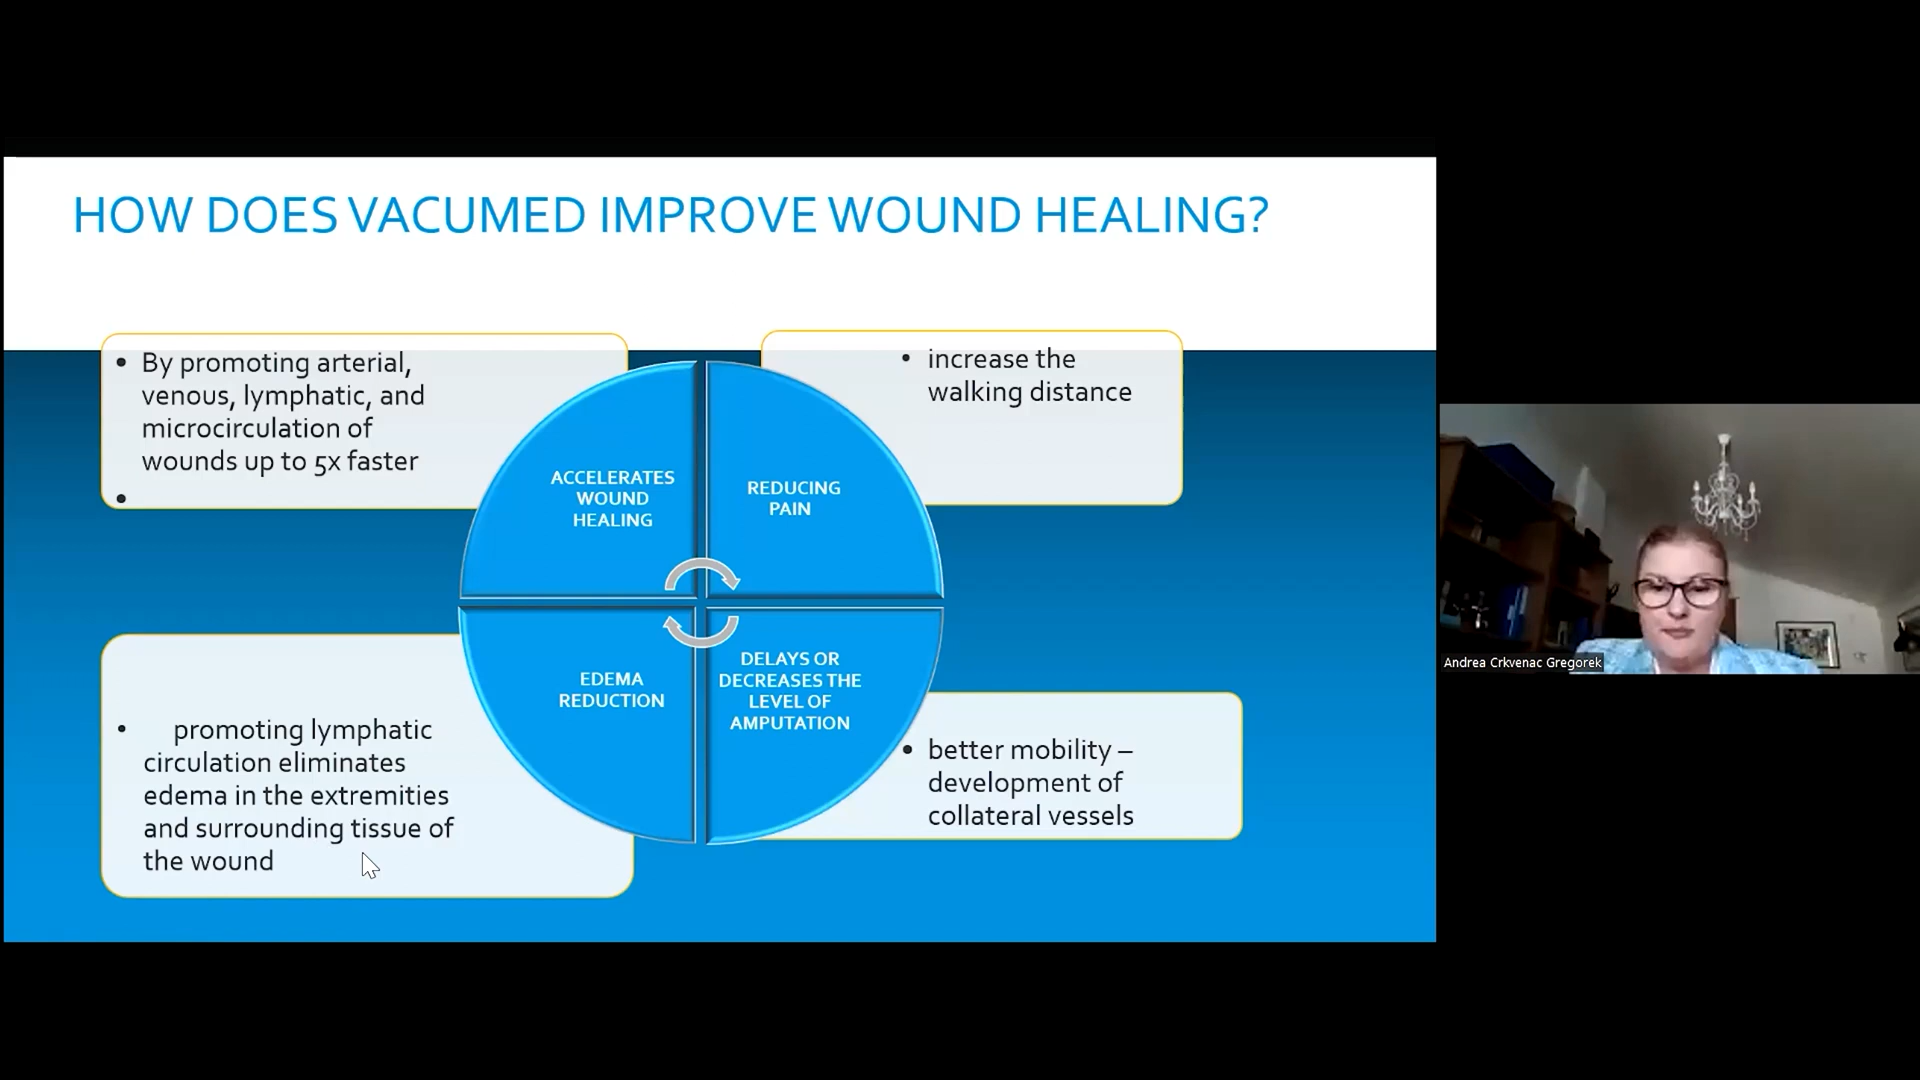 HOW DOES VACUMED IMPROVE WOUND HEALING?
• By promoting arterial,
venous, lymphatic, and
microcirculation of
wounds up to 5x faster
•
• increase the
walking distance
ACCELERATES
WOUND
HEALING
REDUCING
PAIN
EDEMA
REDUCTION
DELAYS OR
DECREASES THE
LEVEL OF
AMPUTATION
• promoting lymphatic
circulation eliminates
edema in the extremities
and surrounding tissue of
the wound
• better mobility –
development of
collateral vessels
Andrea Crkvenac Gregorek